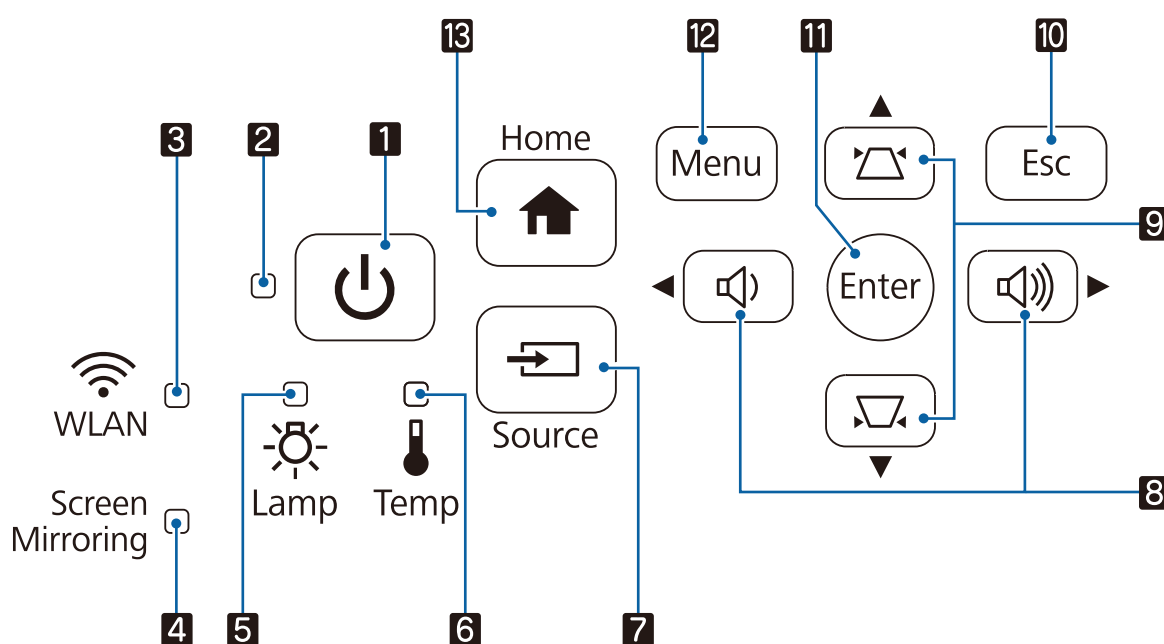 13
12
11
10
3
2
1
Home
Menu
Esc
9
Enter
WLAN
Source
Lamp
Temp
Screen
Mirroring
8
4
5
6
7